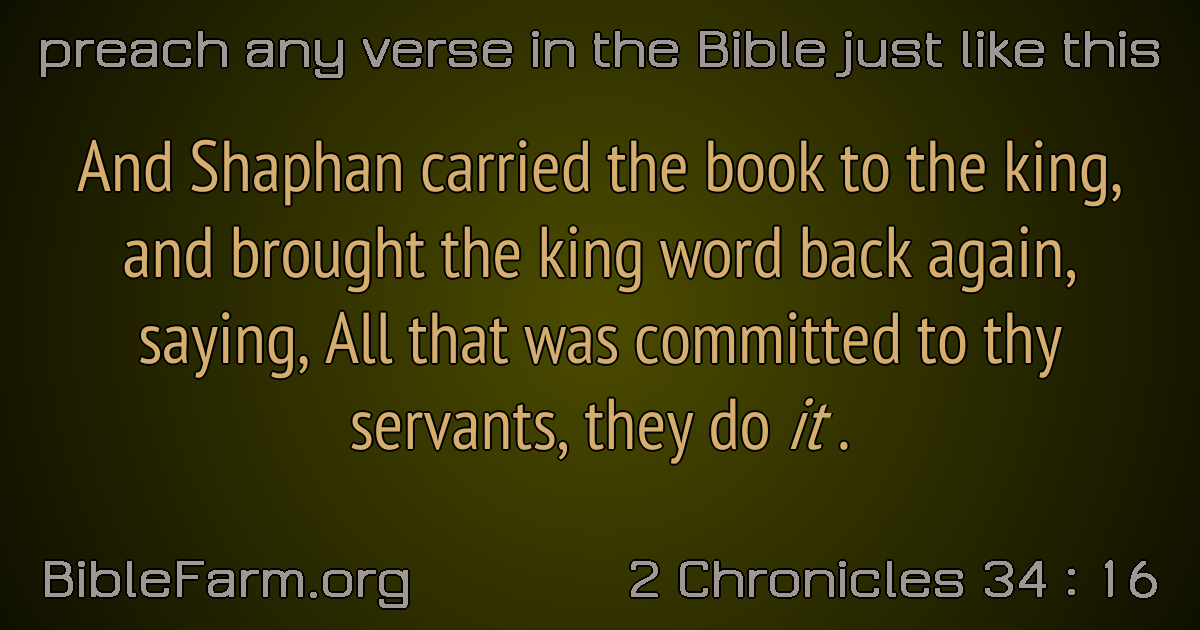 preach any verse in the Bible just like this
And Shaphan carried the book to the king,
and brought the king word back again,
saying, All that was committed to thy
servants, they do it .
BibleFarm.org
2 Chronicles 34 : 16